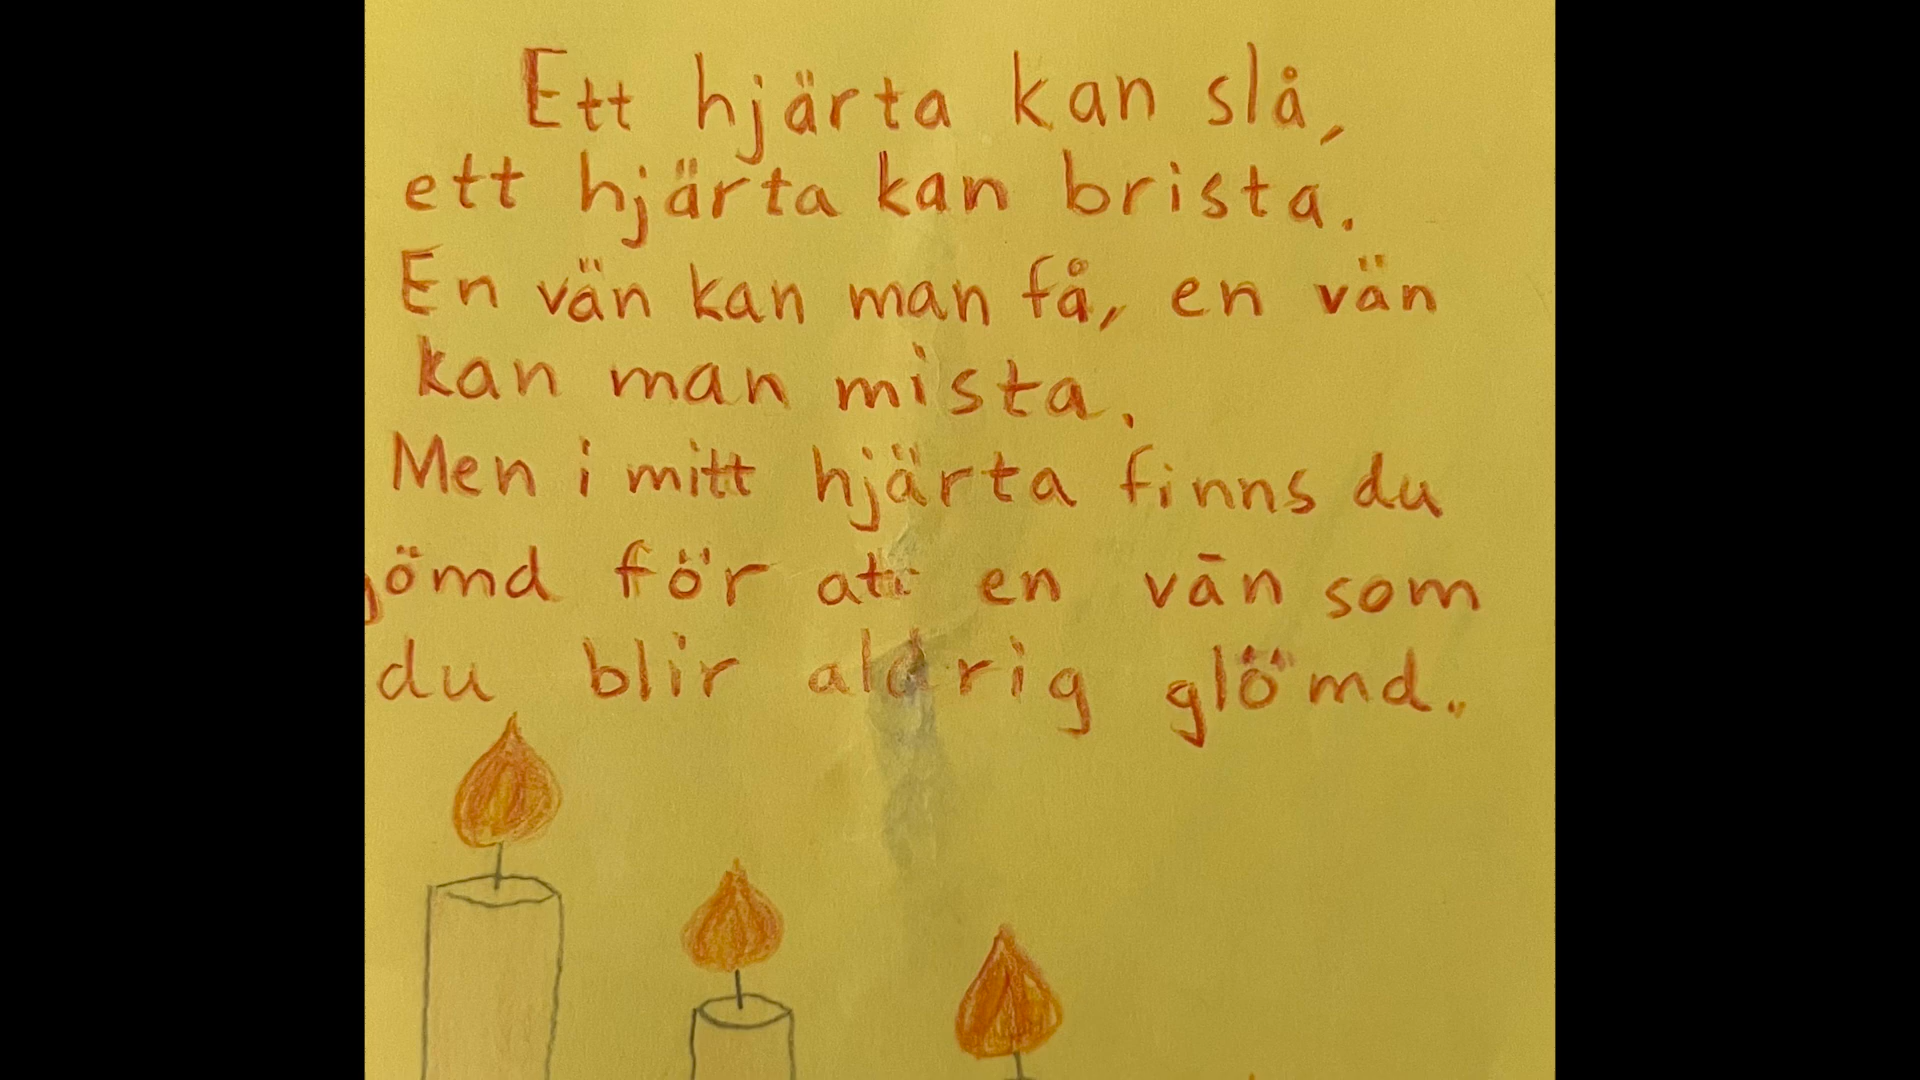 Ett hjärta kan slå,
ett hjärta kan brista.
En vän kan man få, en vän
kan man mista.
Men i mitt hjärta finns du
jömd för att en vän som
du blir aldrig glömd.